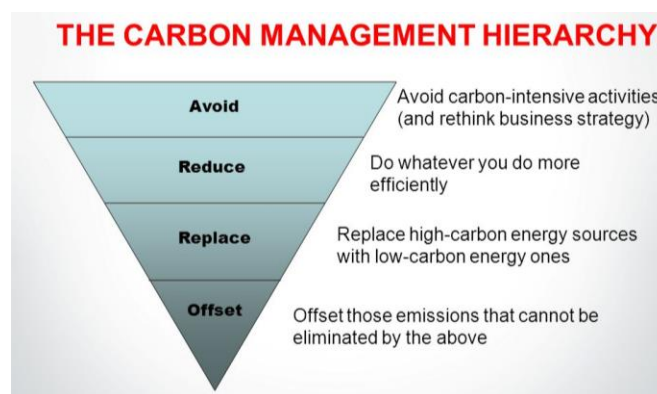 THE CARBON MANAGEMENT HIERARCHY
Avoid
Avoid carbon-intensive activities
(and rethink business strategy)
Reduce
Do whatever you do more
efficiently
Replace
Replace high-carbon energy sources
with low-carbon energy ones
Offset
Offset those emissions that cannot be
eliminated by the above